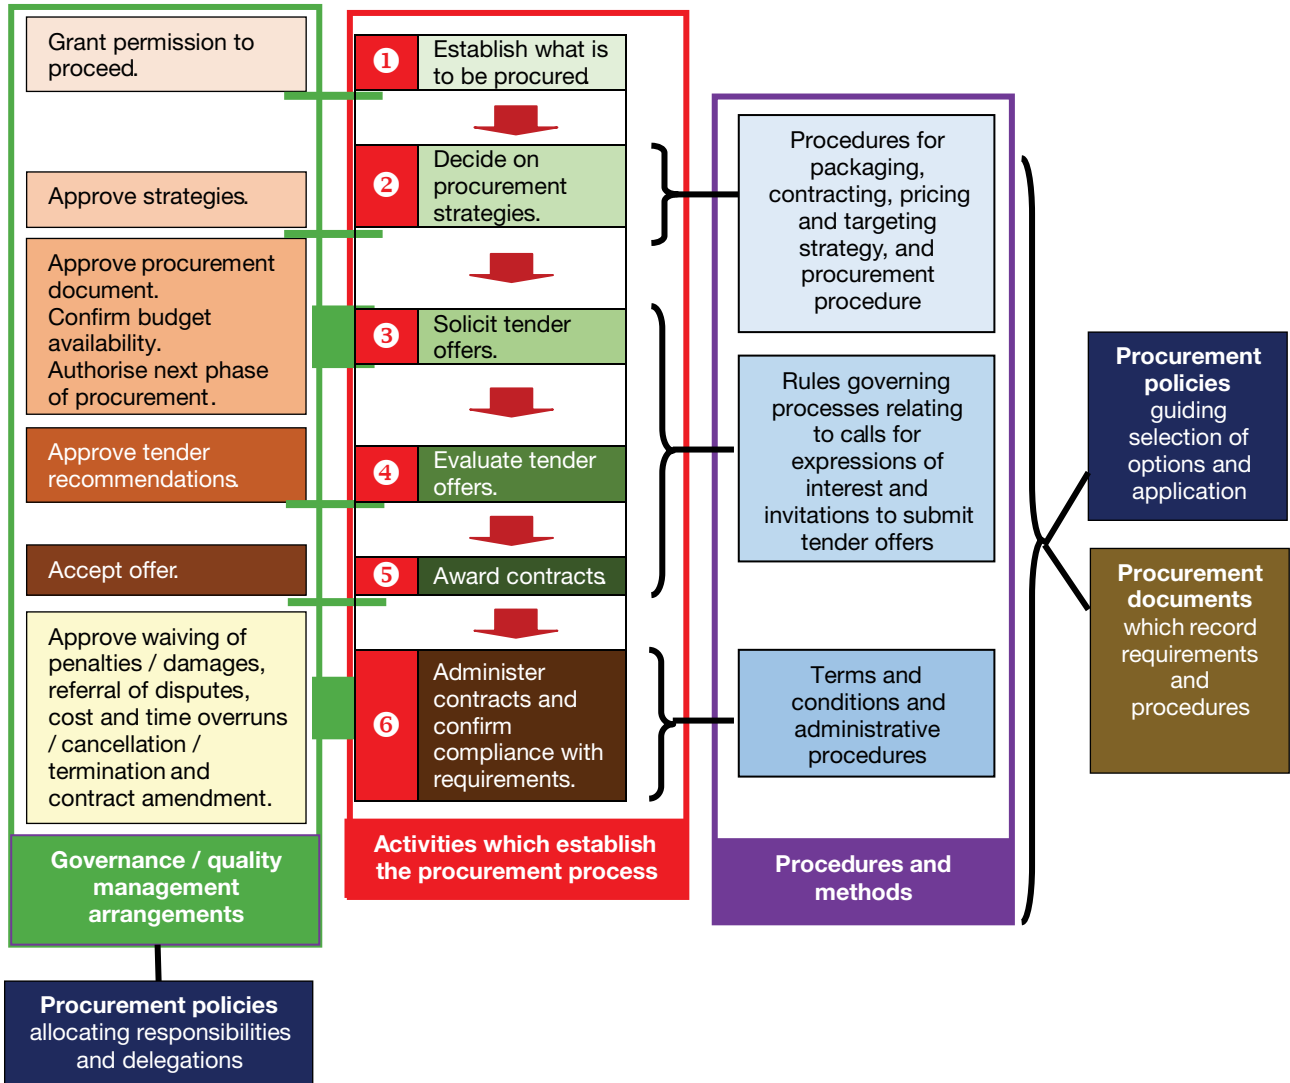 Grant permission to
proceed.
Approve strategies.
Approve procurement
document.
Confirm budget
availability.
Authorise next phase
of procurement.
Approve tender
recommendations.
Accept offer.
Approve waiving of
penalties / damages,
referral of disputes,
cost and time overruns
/ cancellation /
termination and
contract amendment.
Governance / quality
management
arrangements
Procurement policies
allocating responsibilities
and delegations
1
Establish what is
to be procured
2
Decide on
procurement
strategies.
3
Solicit tender
offers.
4
Evaluate tender
offers.
5
Award contracts.
6
Administer
contracts and
confirm
compliance with
requirements.
Activities which establish
the procurement process
Procedures for
packaging,
contracting, pricing
and targeting
strategy, and
procurement
procedure
Rules governing
processes relating
to calls for
expressions of
interest and
invitations to submit
tender offers
Terms and
conditions and
administrative
procedures
Procedures and
methods
Procurement
policies
guiding
selection of
options and
application
Procurement
documents
which record
requirements
and
procedures